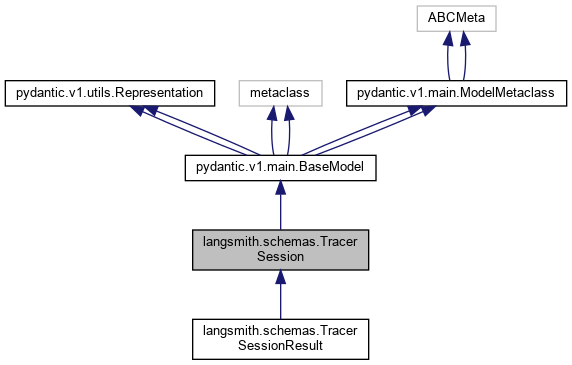 ABCMeta
pydantic.v1.utils.Representation
metaclass
pydantic.v1.main.ModelMetaclass
pydantic.v1.main.BaseModel
langsmith.schemas.Tracer
Session
langsmith.schemas.Tracer
SessionResult